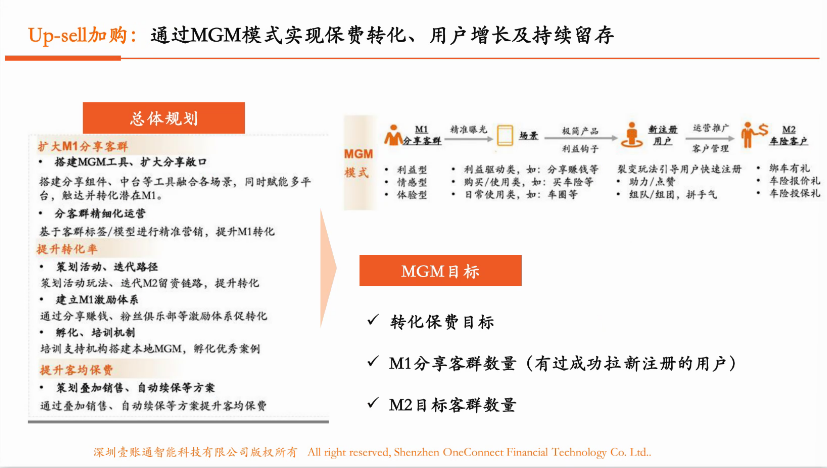 Up-sell加购：通过MGM模式实现保费转化、用户增长及持续留存
总体规划
扩大M1分享客群
• 搭建MGM工具、扩大分享敞口
搭建分享组件、中台等工具融合各场景，同时赋能多平
台，触达并转化潜在M1。
• 分客群精细化运营
基于客群标签/模型进行精准营销，提升M1转化
提升转化率
• 策划活动、迭代路径
策划活动玩法、迭代M2留资链路，提升转化
• 建立M1激励体系
通过分享赚钱、粉丝俱乐部等激励体系促转化
• 孵化、培训机制
培训支持机构搭建本地MGM，孵化优秀案例
提升客均保费
• 策划叠加销售、自动续保等方案
通过叠加销售、自动续保等方案提升客均保费
MGM
模式
M1
分享客群
精准曝光
场景
极简产品
利益钩子
新注册
用户
运营推广
客户管理
M2
车险客户
• 利益型
• 情感型
• 体验型
• 利益驱动类，如：分享赚钱等
• 购买/使用类，如：买车险等
• 日常使用类，如：车圈等
裂变玩法引导用户快速注册
• 助力/点赞
• 组队/组团，拼手气
• 绑车有礼
• 车险报价礼
• 车险投保礼
MGM目标
✓ 转化保费目标
✓ M1分享客群数量（有过成功拉新注册的用户）
✓ M2目标客群数量
深圳壹账通智能科技有限公司版权所有 All right reserved, Shenzhen OneConnect Financial Technology Co. Ltd..